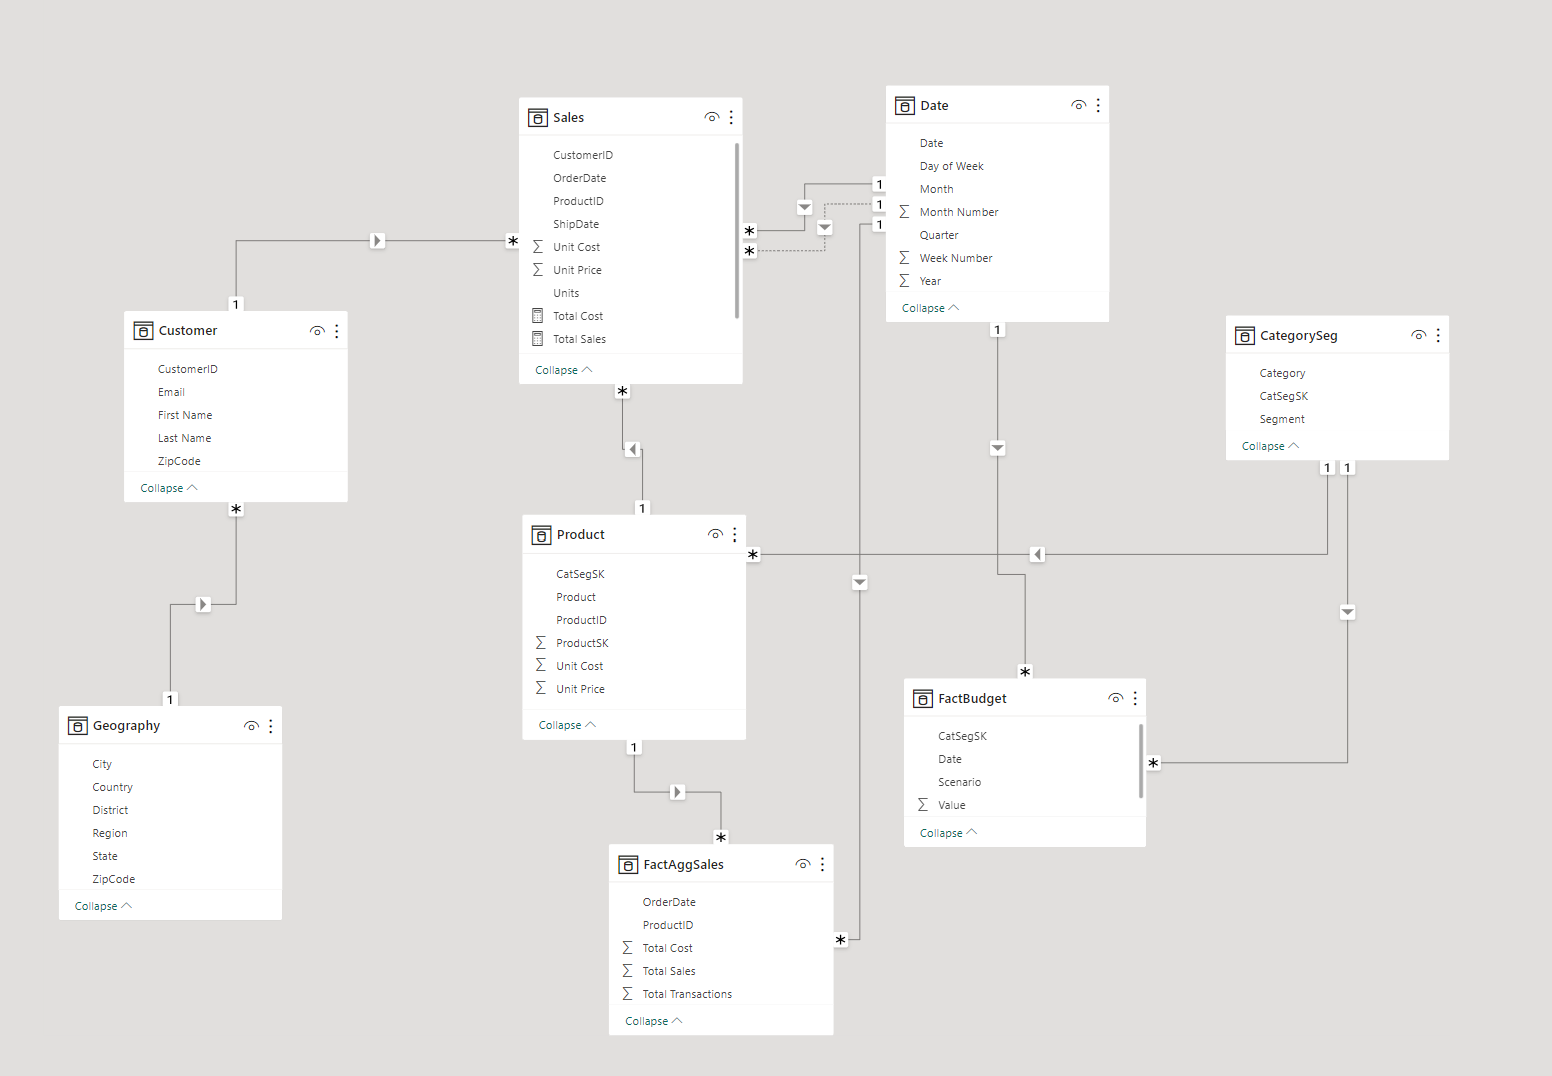 Sales
CustomerID
OrderDate
ProductID
ShipDate
Unit Cost
Unit Price
Units
Total Cost
Total Sales
Collapse
*
*
*
*
Date
Date
Day of Week
Month
Month Number
Quarter
Week Number
Year
Collapse
1
1
1
1
Customer
CustomerID
Email
First Name
Last Name
ZipCode
Collapse
1
*
CategorySeg
Category
CatSegSK
Segment
Collapse
1 1
Product
CatSegSK
Product
ProductID
ProductSK
Unit Cost
Unit Price
Collapse
1
*
1
Geography
City
Country
District
Region
State
ZipCode
Collapse
1
FactBudget
CatSegSK
Date
Scenario
Value
Collapse
*
*
FactAggSales
OrderDate
ProductID
Total Cost
Total Sales
Total Transactions
Collapse
*
*